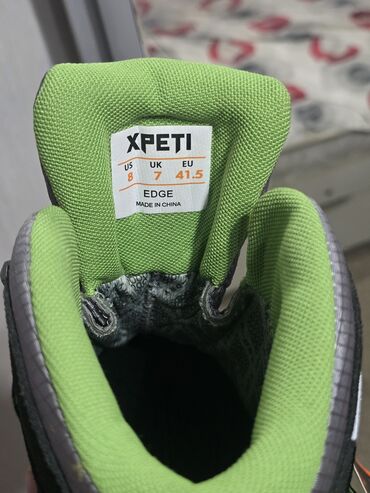 XPETI
US UK EU
8 7 41.5
EDGE
MADE IN CHINA